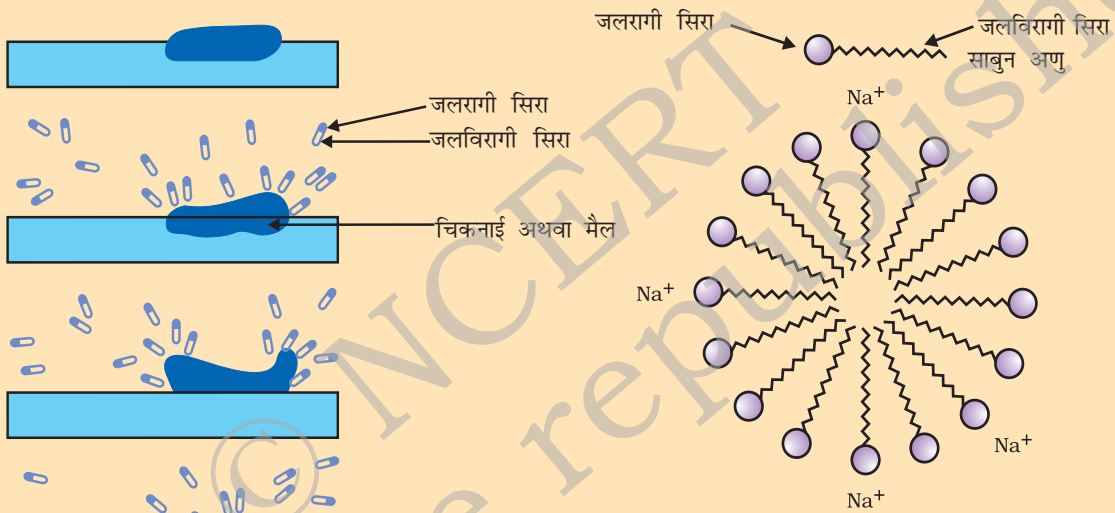 जलरागी सिरा
जलविरागी सिरा
चिकनाई अथवा मैल
जलरागी सिरा
जलविरागी सिरा
साबुन अणु
Na⁺
Na⁺
Na⁺
Na⁺
© NCERT
e republish